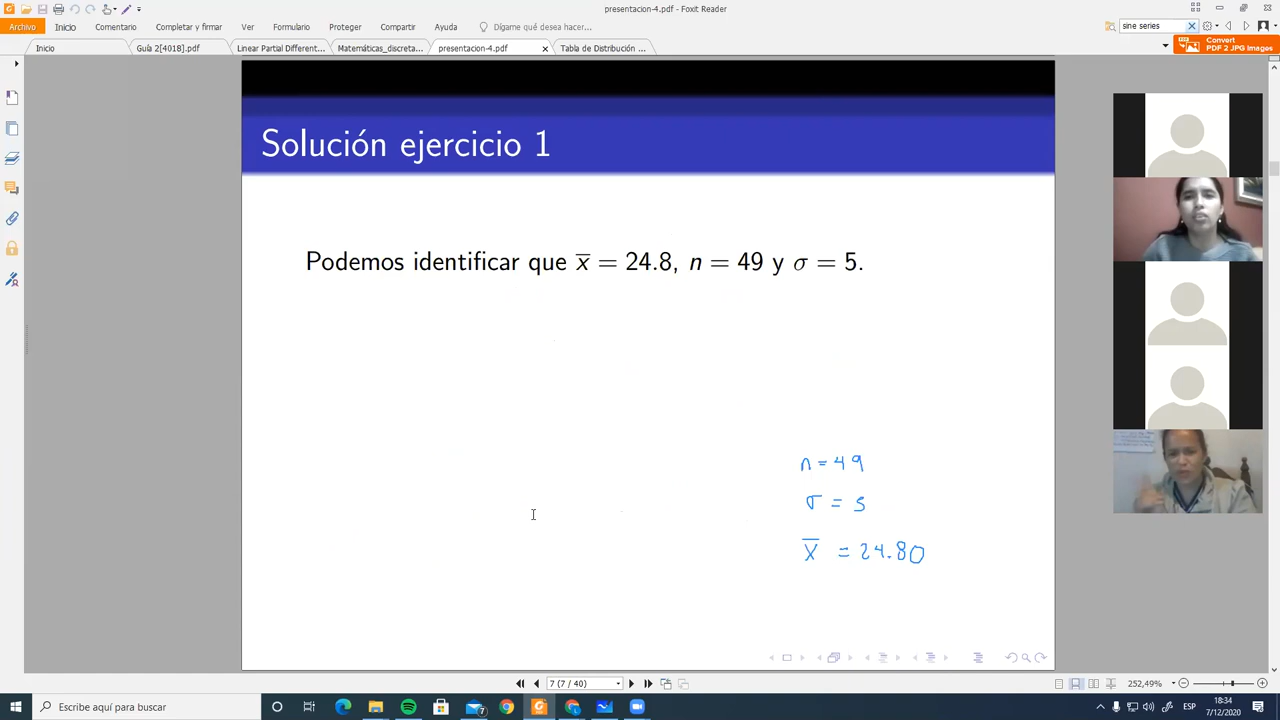 presentacion-4.pdf - Foxit Reader
Archivo Inicio Comentario Completar y firmar Ver Formulario Proteger Compartir Ayuda Dígame qué desea hacer... sine series
Inicio Guía 2[4018].pdf Linear Partial Different... Matemáticas_discreta... presentacion-4.pdf Tabla de Distribución ...
Convert
PDF 2 JPG Images
Solución ejercicio 1
Podemos identificar que x̅ = 24.8, n = 49 y σ = 5.
n = 49
σ = 5
x̅ = 24.80
7 (7 / 40)
252,49%
Escribe aquí para buscar
7
ESP
18:34
7/12/2020